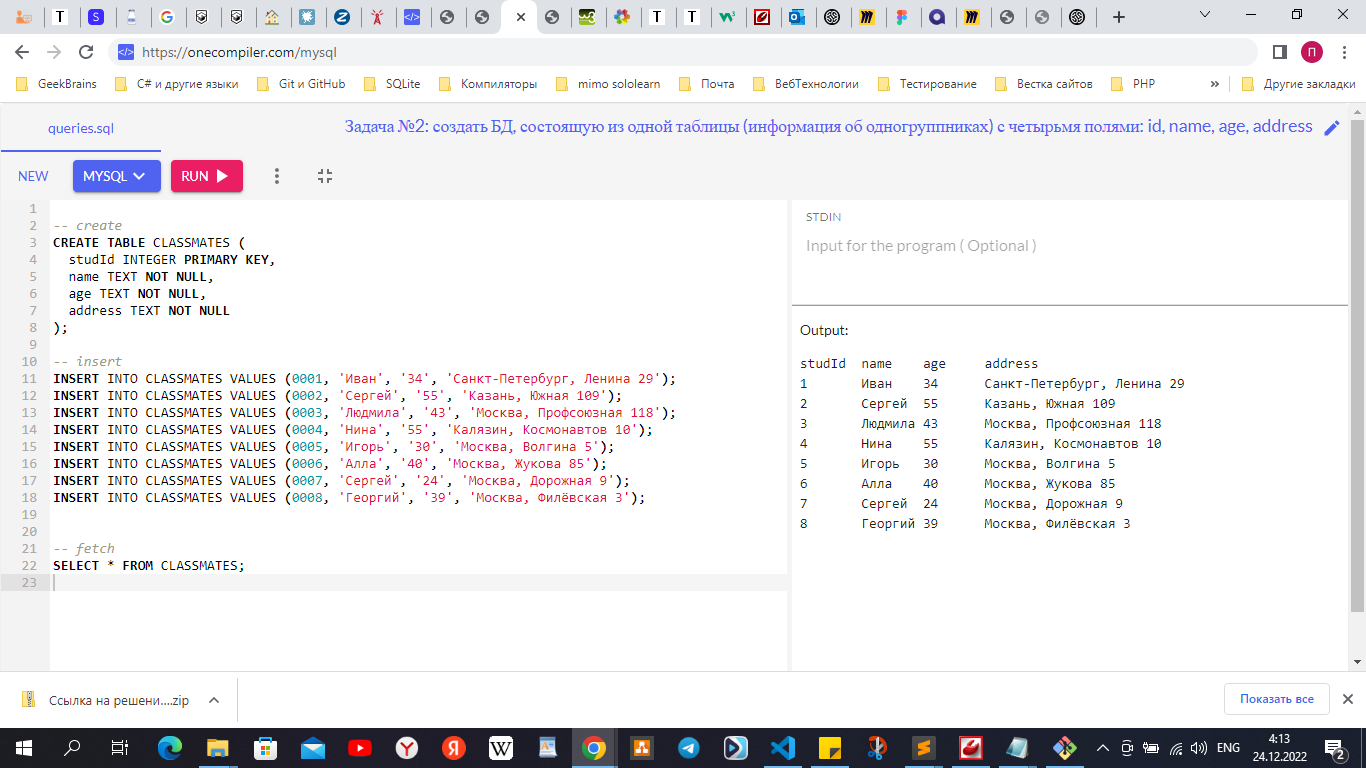 https://onecompiler.com/mysql
П
GeekBrains
C# и другие языки
Git и GitHub
SQLite
Компиляторы
mimo sololearn
Почта
ВебТехнологии
Тестирование
Вестка сайтов
PHP
»
Другие закладки
queries.sql
Задача №2: создать БД, состоящую из одной таблицы (информация об одногруппниках) с четырьмя полями: id, name, age, address
NEW
MYSQL
RUN
1
2 -- create
3 CREATE TABLE CLASSMATES (
4 studId INTEGER PRIMARY KEY,
5 name TEXT NOT NULL,
6 age TEXT NOT NULL,
7 address TEXT NOT NULL
8 );
9
10 -- insert
11 INSERT INTO CLASSMATES VALUES (0001, 'Иван', '34', 'Санкт-Петербург, Ленина 29');
12 INSERT INTO CLASSMATES VALUES (0002, 'Сергей', '55', 'Казань, Южная 109');
13 INSERT INTO CLASSMATES VALUES (0003, 'Людмила', '43', 'Москва, Профсоюзная 118');
14 INSERT INTO CLASSMATES VALUES (0004, 'Нина', '55', 'Калязин, Космонавтов 10');
15 INSERT INTO CLASSMATES VALUES (0005, 'Игорь', '30', 'Москва, Волгина 5');
16 INSERT INTO CLASSMATES VALUES (0006, 'Алла', '40', 'Москва, Жукова 85');
17 INSERT INTO CLASSMATES VALUES (0007, 'Сергей', '24', 'Москва, Дорожная 9');
18 INSERT INTO CLASSMATES VALUES (0008, 'Георгий', '39', 'Москва, Филёвская 3');
19
20
21 -- fetch
22 SELECT * FROM CLASSMATES;
23
STDIN
Input for the program ( Optional )
Output:
studId name age address
1 Иван 34 Санкт-Петербург, Ленина 29
2 Сергей 55 Казань, Южная 109
3 Людмила 43 Москва, Профсоюзная 118
4 Нина 55 Калязин, Космонавтов 10
5 Игорь 30 Москва, Волгина 5
6 Алла 40 Москва, Жукова 85
7 Сергей 24 Москва, Дорожная 9
8 Георгий 39 Москва, Филёвская 3
Ссылка на решени....zip
Показать все
ENG
4:13
24.12.2022
2